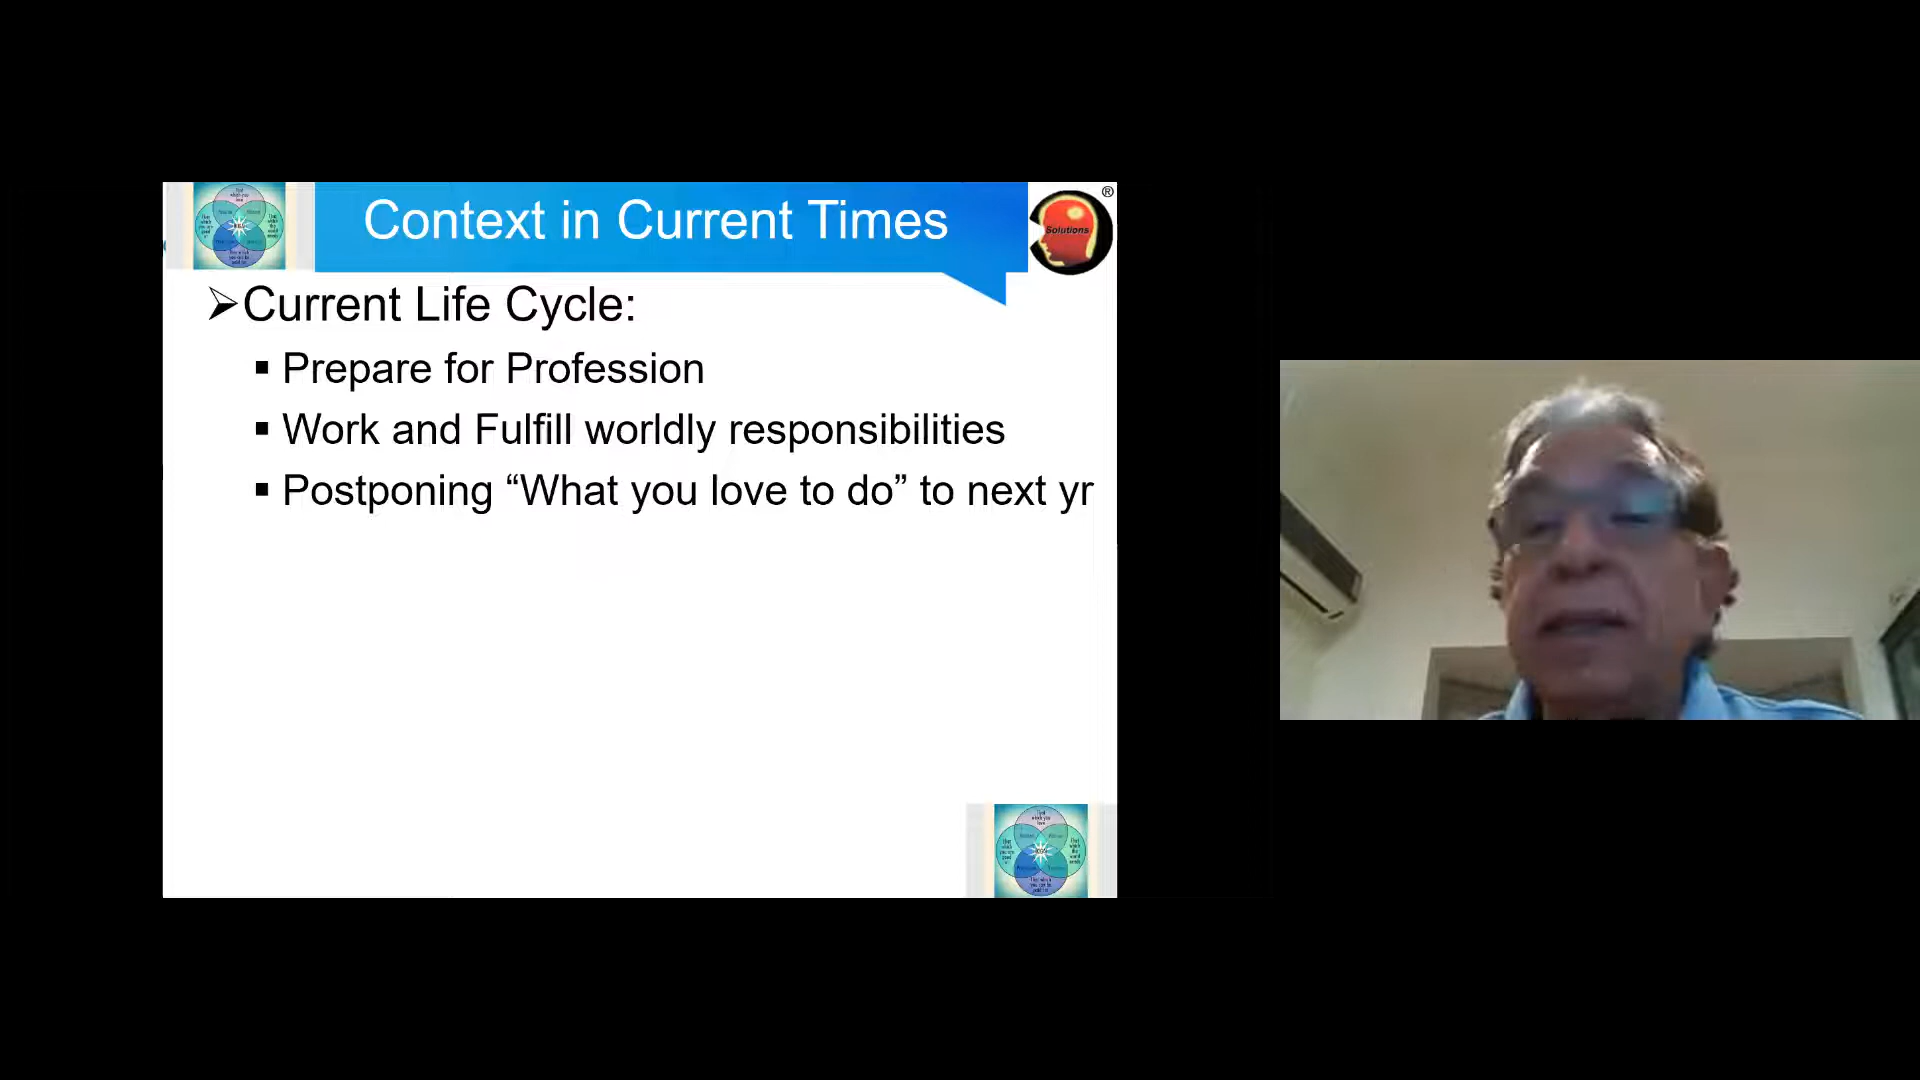 Context in Current Times
®
Solutions
➢Current Life Cycle:
▪ Prepare for Profession
▪ Work and Fulfill worldly responsibilities
▪ Postponing “What you love to do” to next yr